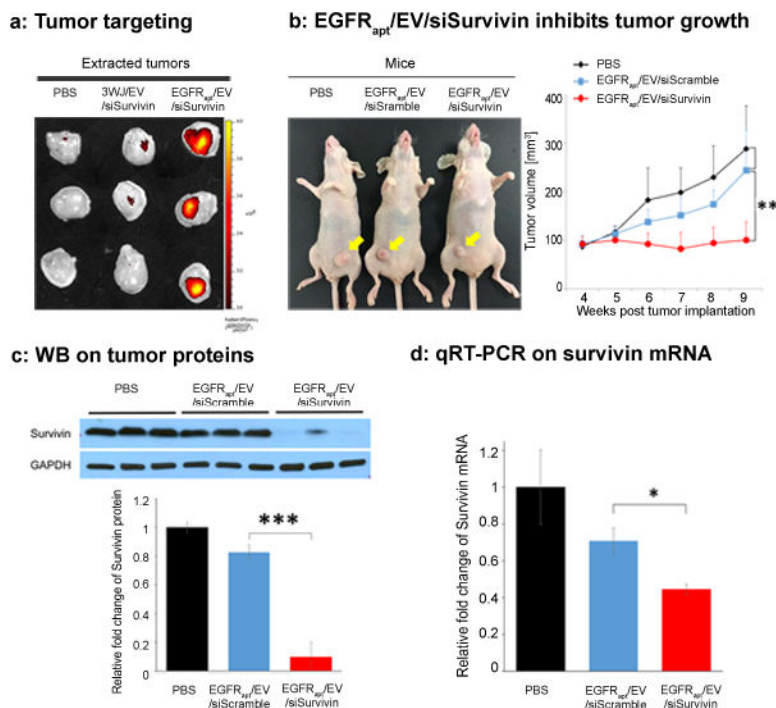 a: Tumor targeting
Extracted tumors
PBS
3WJ/EV
/siSurvivin
EGFRapt/EV
/siSurvivin
b: EGFRapt/EV/siSurvivin inhibits tumor growth
Mice
PBS
EGFRapt/EV
/siSramble
EGFRapt/EV
/siSurvivin
PBS
EGFRapt/EV/siScramble
EGFRapt/EV/siSurvivin
Tumor volume [mm³]
400
300
200
100
0
**
4 5 6 7 8 9
Weeks post tumor implantation
c: WB on tumor proteins
PBS
EGFRapt/EV
/siScramble
EGFRapt/EV
/siSurvivin
Survivin
GAPDH
Relative fold change of Survivin protein
1.2
1
0.8
0.6
0.4
0.2
0
***
PBS
EGFRapt/EV
/siScramble
EGFRapt/EV
/siSurvivin
d: qRT-PCR on survivin mRNA
Relative fold change of Survivin mRNA
1.2
1
0.8
0.6
0.4
0.2
*
PBS
EGFRapt/EV
/siScramble
EGFRapt/EV
/siSurvivin